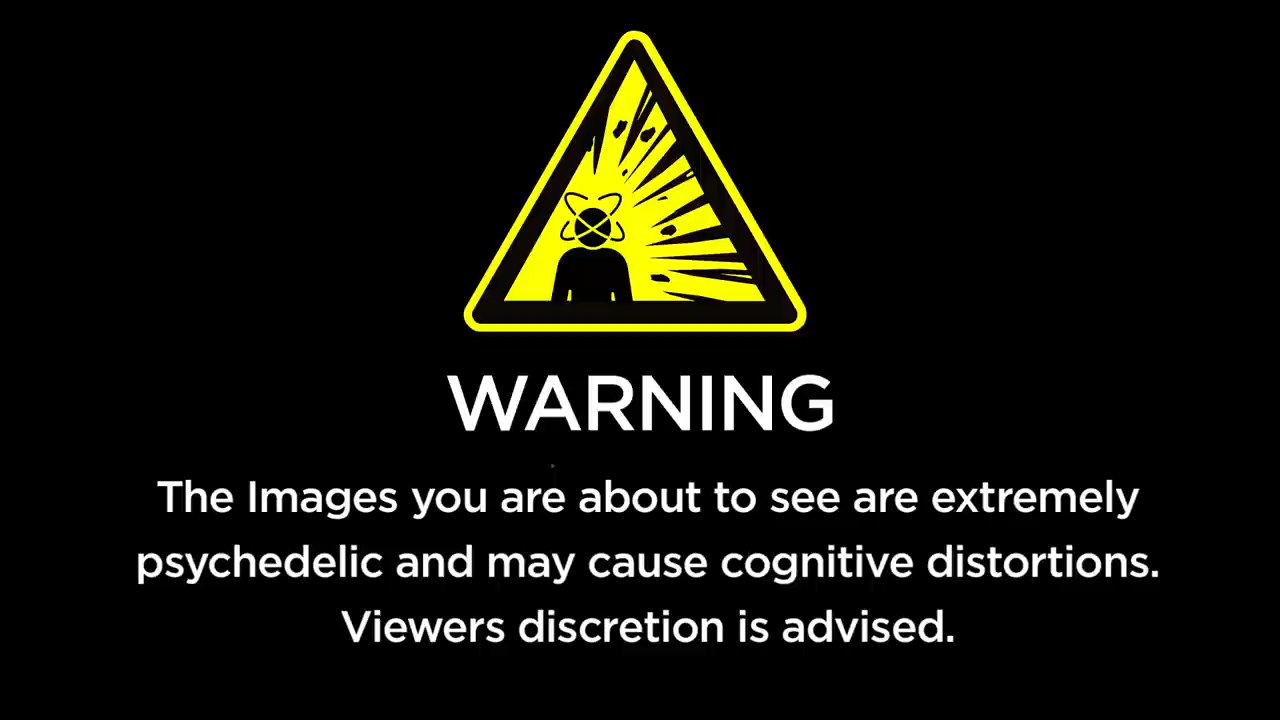 WARNING
The Images you are about to see are extremely
psychedelic and may cause cognitive distortions.
Viewers discretion is advised.